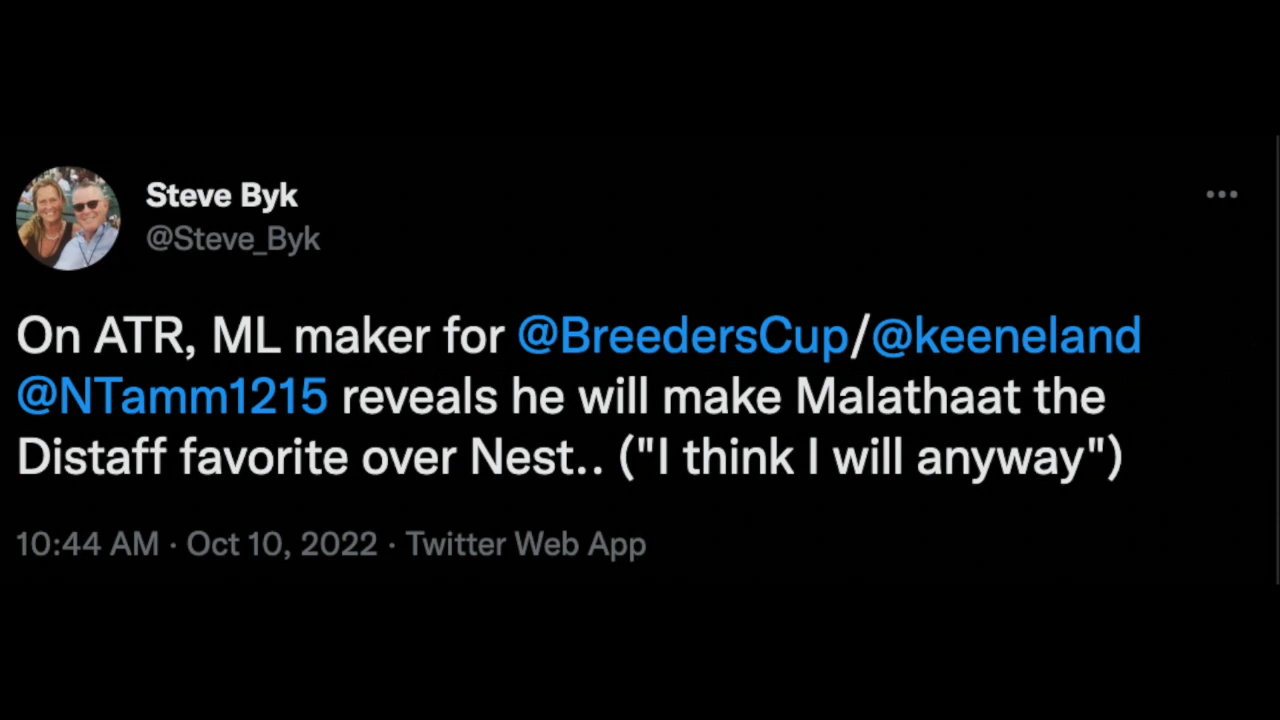 Steve Byk
@Steve_Byk
On ATR, ML maker for @BreedersCup/@keeneland
@NTamm1215 reveals he will make Malathaat the
Distaff favorite over Nest.. ("I think I will anyway")
10:44 AM · Oct 10, 2022 · Twitter Web App